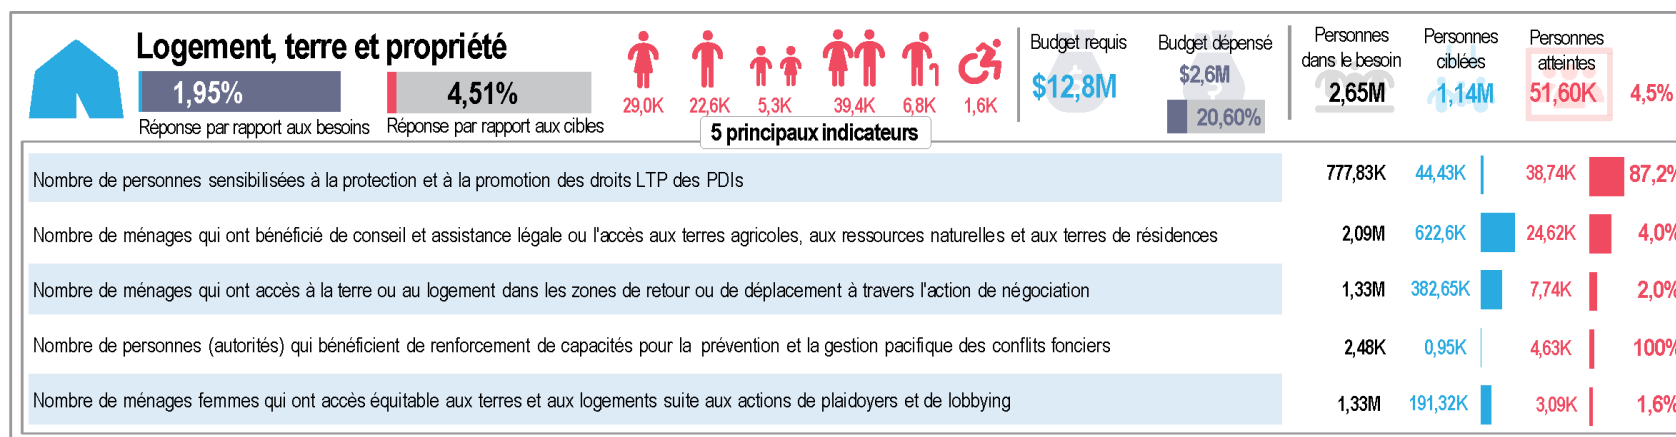 Logement, terre et propriété
1,95%
Réponse par rapport aux besoins
4,51%
Réponse par rapport aux cibles
29,0K
22,6K
5,3K
39,4K
6,8K
1,6K
Budget requis
$12,8M
Budget dépensé
$2,6M
20,60%
Personnes
dans le besoin
2,65M
Personnes
ciblées
1,14M
Personnes
atteintes
51,60K
4,5%
5 principaux indicateurs
Nombre de personnes sensibilisées à la protection et à la promotion des droits LTP des PDIs 777,83K 44,43K 38,74K 87,2%
Nombre de ménages qui ont bénéficié de conseil et assistance légale ou l'accès aux terres agricoles, aux ressources naturelles et aux terres de résidences 2,09M 622,6K 24,62K 4,0%
Nombre de ménages qui ont accès à la terre ou au logement dans les zones de retour ou de déplacement à travers l'action de négociation 1,33M 382,65K 7,74K 2,0%
Nombre de personnes (autorités) qui bénéficient de renforcement de capacités pour la prévention et la gestion pacifique des conflits fonciers 2,48K 0,95K 4,63K 100%
Nombre de ménages femmes qui ont accès équitable aux terres et aux logements suite aux actions de plaidoyers et de lobbying 1,33M 191,32K 3,09K 1,6%